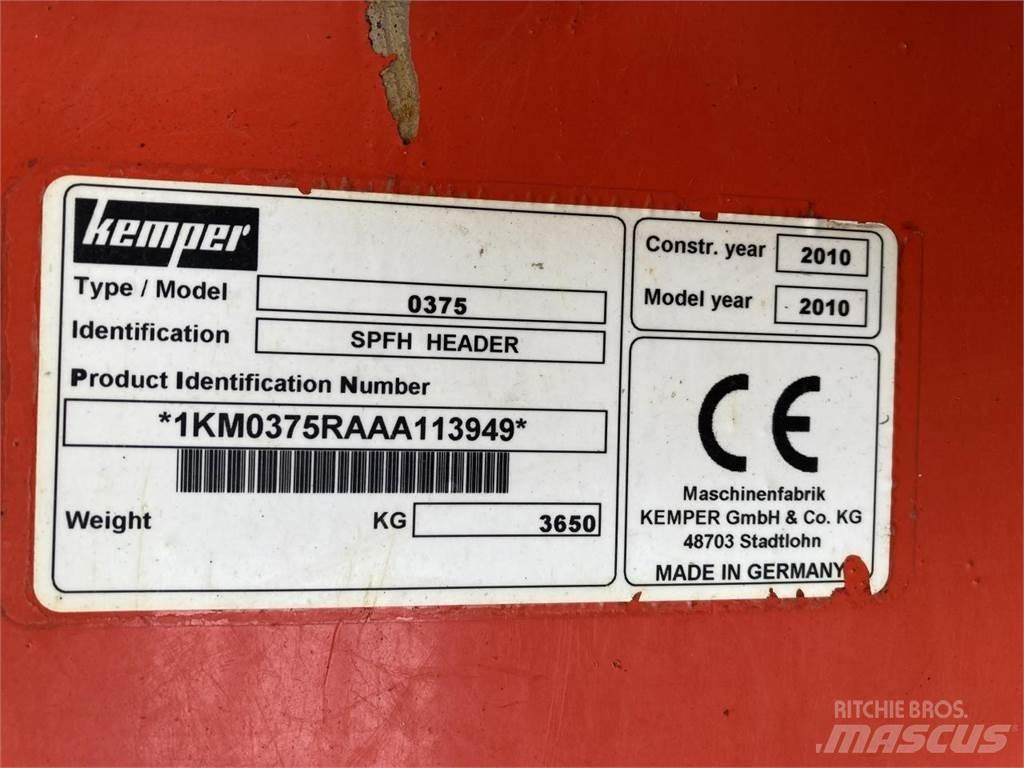 kemper
Type / Model 0375
Identification SPFH HEADER
Product Identification Number
*1KM0375RAAA113949*
Weight KG 3650
Constr. year 2010
Model year 2010
CE
Maschinenfabrik
KEMPER GmbH & Co. KG
48703 Stadtlohn
MADE IN GERMANY
RITCHIE BROS.
MASCUS